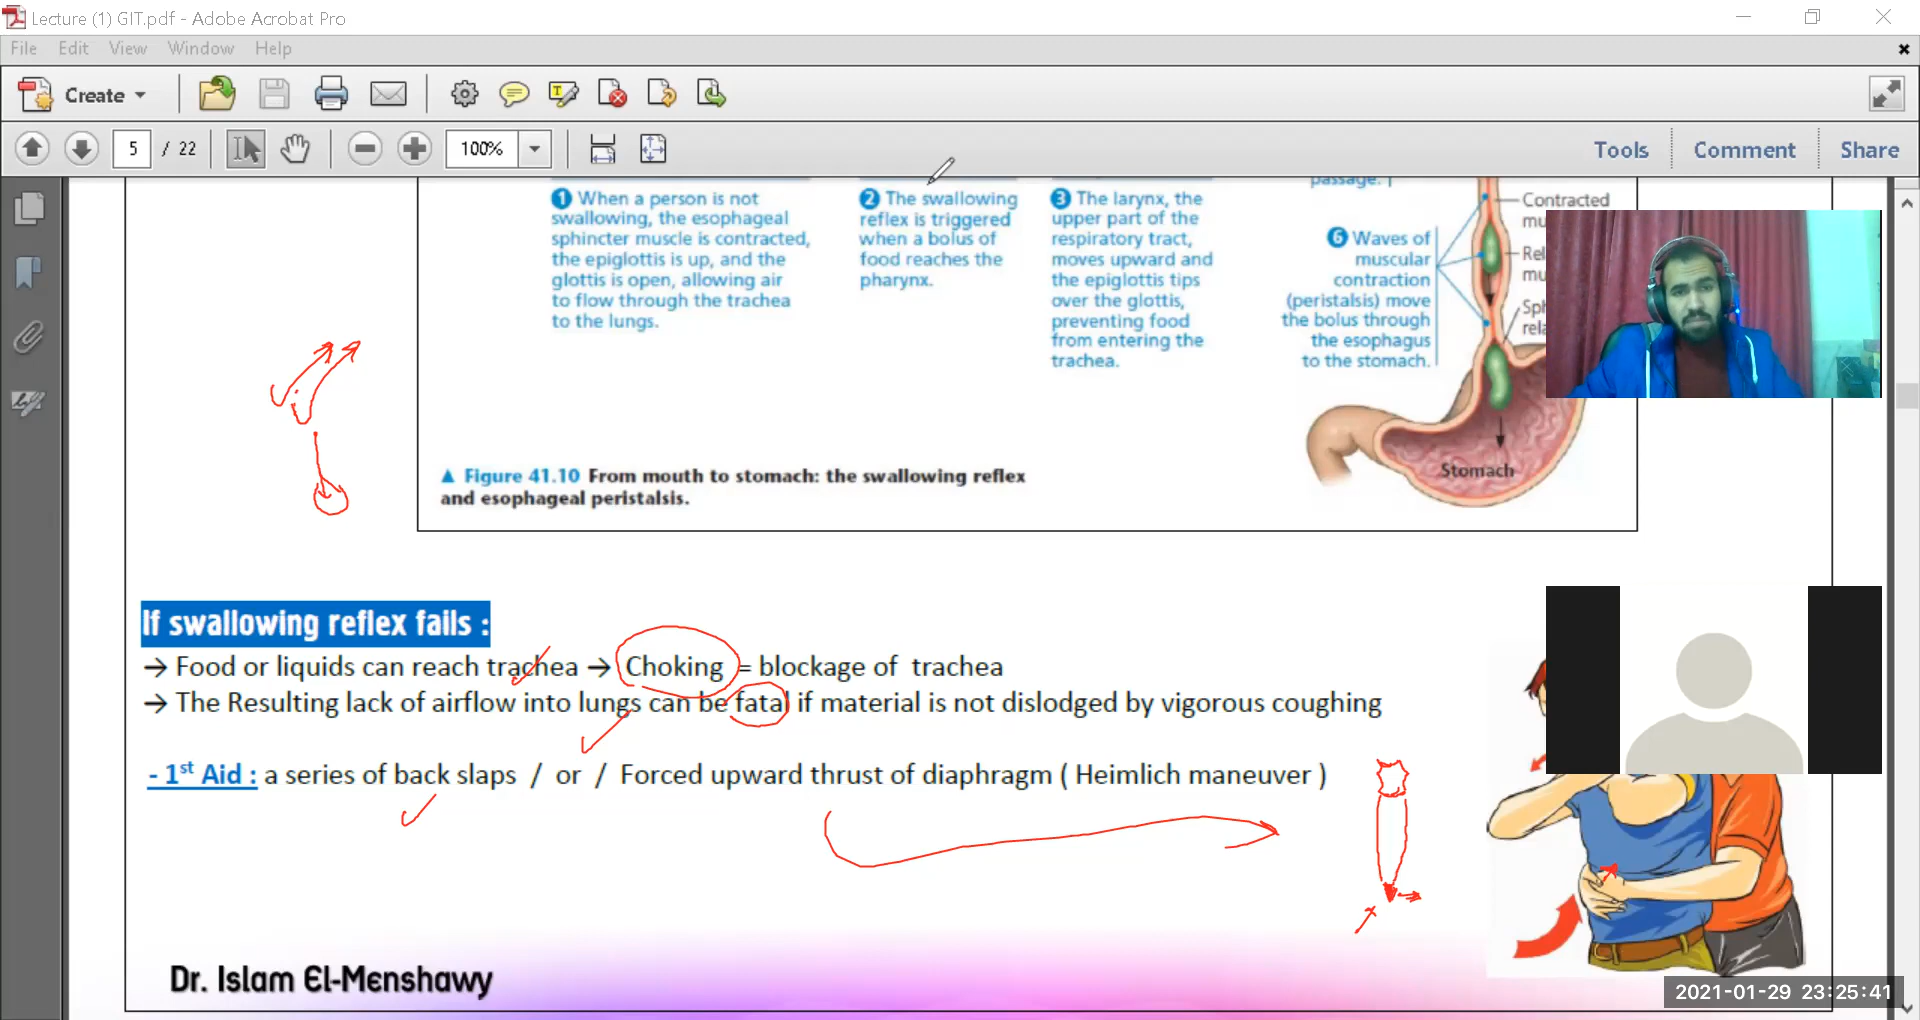 Lecture (1) GIT.pdf - Adobe Acrobat Pro
File Edit View Window Help
Create
5 / 22
100%
Tools Comment Share
1 When a person is not
swallowing, the esophageal
sphincter muscle is contracted,
the epiglottis is up, and the
glottis is open, allowing air
to flow through the trachea
to the lungs.
2 The swallowing
reflex is triggered
when a bolus of
food reaches the
pharynx.
3 The larynx, the
upper part of the
respiratory tract,
moves upward and
the epiglottis tips
over the glottis,
preventing food
from entering the
trachea.
passage.
6 Waves of
muscular
contraction
(peristalsis) move
the bolus through
the esophagus
to the stomach.
Contracted
Stomach
▲ Figure 41.10 From mouth to stomach: the swallowing reflex
and esophageal peristalsis.
If swallowing reflex fails :
→ Food or liquids can reach trachea → Choking = blockage of trachea
→ The Resulting lack of airflow into lungs can be fatal if material is not dislodged by vigorous coughing
- 1st Aid : a series of back slaps / or / Forced upward thrust of diaphragm ( Heimlich maneuver )
Dr. Islam El-Menshawy
2021-01-29 23:25:41